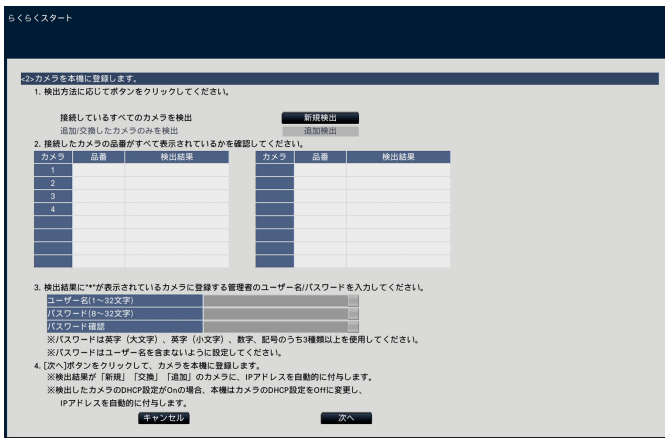 らくらくスタート
<2>カメラを本機に登録します。
1. 検出方法に応じてボタンをクリックしてください。
接続しているすべてのカメラを検出 新規検出
追加/交換したカメラのみを検出 追加検出
2. 接続したカメラの品番がすべて表示されているかを確認してください。
カメラ 品番 検出結果 カメラ 品番 検出結果
1
2
3
4
3. 検出結果に"*"が表示されているカメラに登録する管理者のユーザー名/パスワードを入力してください。
ユーザー名(1～32文字)
パスワード(8～32文字)
パスワード確認
※パスワードは英字（大文字）、英字（小文字）、数字、記号のうち3種類以上を使用してください。
※パスワードはユーザー名を含まないように設定してください。
4. [次へ]ボタンをクリックして、カメラを本機に登録します。
※検出結果が「新規」「交換」「追加」のカメラに、IPアドレスを自動的に付与します。
※検出したカメラのDHCP設定がOnの場合、本機はカメラのDHCP設定をOffに変更し、
IPアドレスを自動的に付与します。
キャンセル 次へ